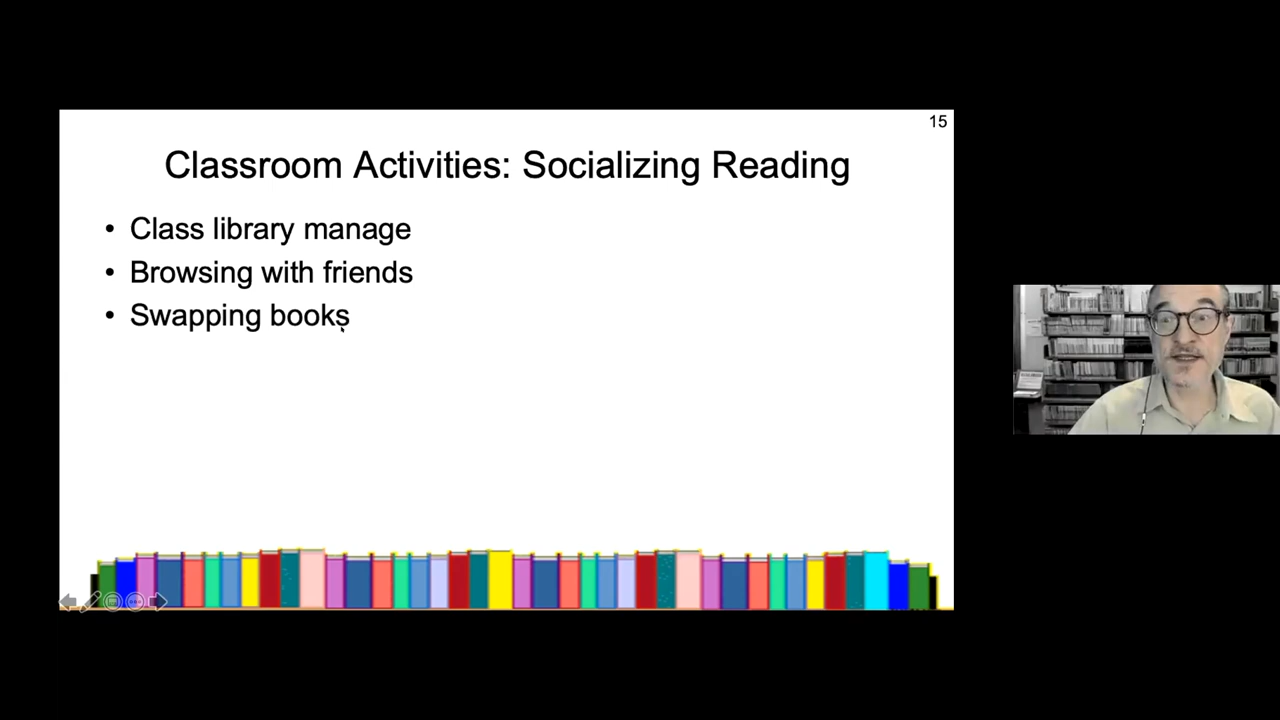 15
Classroom Activities: Socializing Reading
• Class library manage
• Browsing with friends
• Swapping books